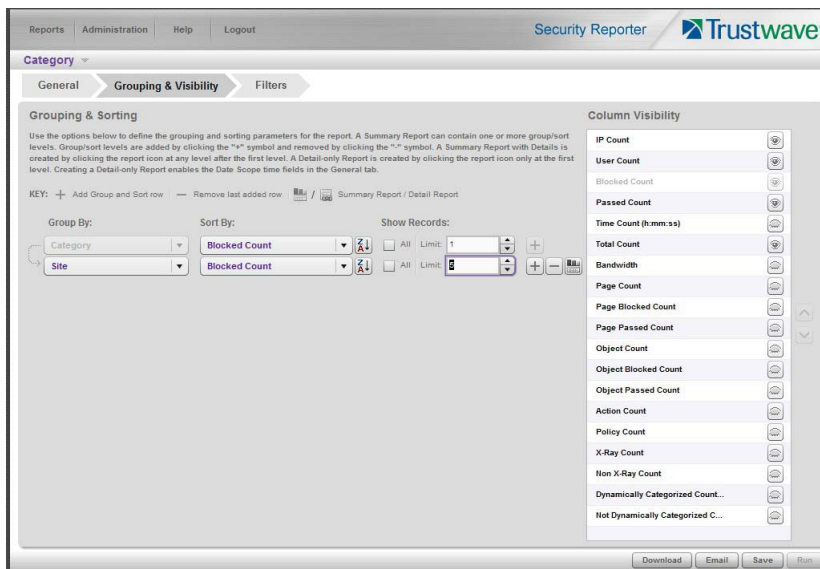 Reports Administration Help Logout
Security Reporter Trustwave
Category
General Grouping & Visibility Filters
Grouping & Sorting
Use the options below to define the grouping and sorting parameters for the report. A Summary Report can contain one or more group/sort
levels. Group/sort levels are added by clicking the "+" symbol and removed by clicking the "-" symbol. A Summary Report with Details is
created by clicking the report icon at any level after the first level. A Detail-only Report is created by clicking the report icon only at the first
level. Creating a Detail-only Report enables the Date Scope time fields in the General tab.
KEY: + Add Group and Sort row — Remove last added row / Summary Report / Detail Report
Group By: Sort By: Show Records:
Category Blocked Count All Limit: 1
Site Blocked Count All Limit: 5
Column Visibility
IP Count
User Count
Blocked Count
Passed Count
Time Count (h:mm:ss)
Total Count
Bandwidth
Page Count
Page Blocked Count
Page Passed Count
Object Count
Object Blocked Count
Object Passed Count
Action Count
Policy Count
X-Ray Count
Non X-Ray Count
Dynamically Categorized Count...
Not Dynamically Categorized C...
Download Email Save Run